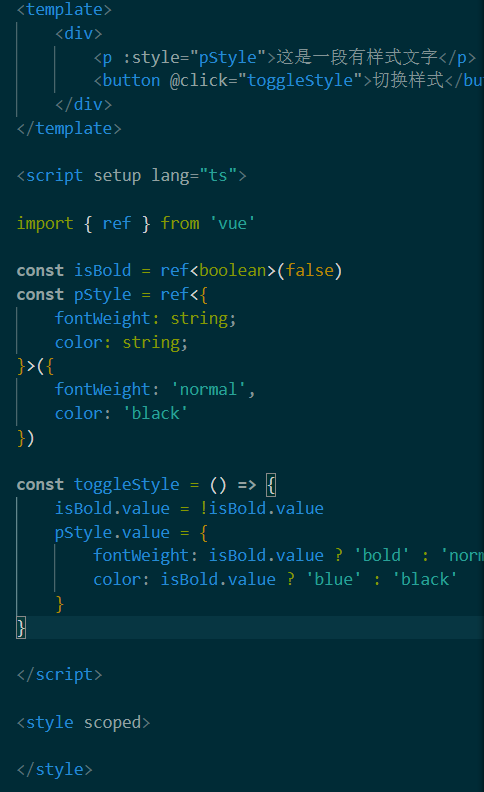 <template>
    <div>
        <p :style="pStyle">这是一段有样式文字</p>
        <button @click="toggleStyle">切换样式</bu
    </div>
</template>

<script setup lang="ts">

import { ref } from 'vue'

const isBold = ref<boolean>(false)
const pStyle = ref<{
    fontWeight: string;
    color: string;
}>({
    fontWeight: 'normal',
    color: 'black'
})

const toggleStyle = () => {
    isBold.value = !isBold.value
    pStyle.value = {
        fontWeight: isBold.value ? 'bold' : 'nor
        color: isBold.value ? 'blue' : 'black'
    }
}

</script>

<style scoped>

</style>